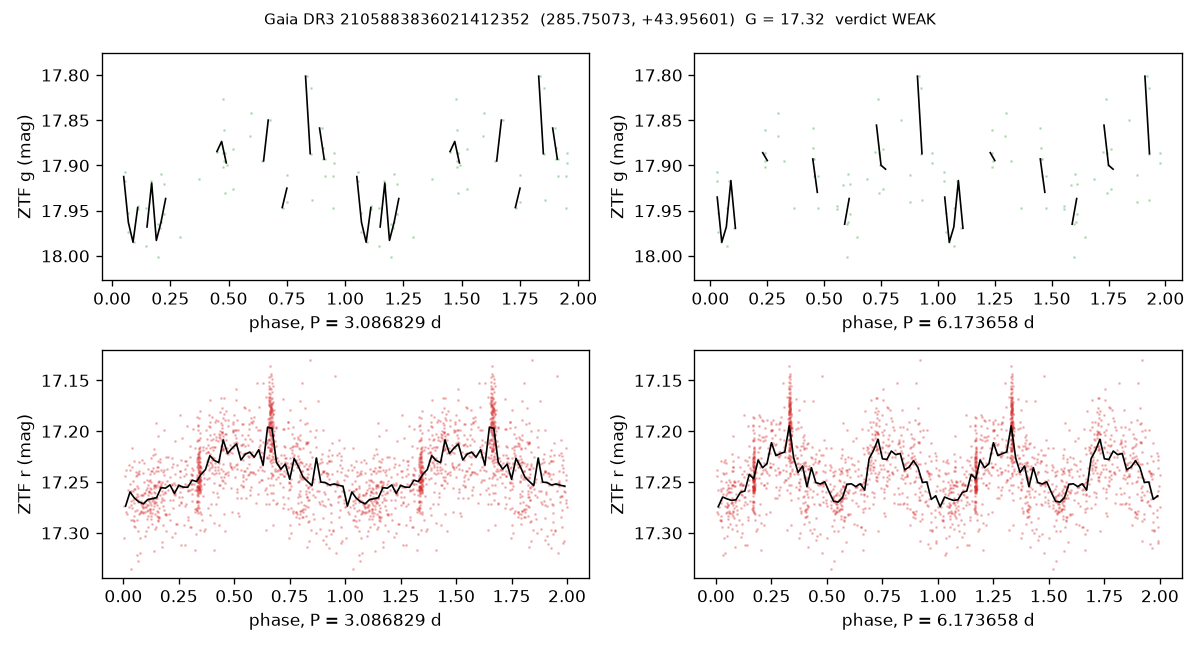 Gaia DR3 2105883836021412352 (285.75073, +43.95601) G = 17.32 verdict WEAK
ZTF g (mag)
17.80
17.85
17.90
17.95
18.00
0.00 0.25 0.50 0.75 1.00 1.25 1.50 1.75 2.00
phase, P = 3.086829 d
ZTF g (mag)
17.80
17.85
17.90
17.95
18.00
0.00 0.25 0.50 0.75 1.00 1.25 1.50 1.75 2.00
phase, P = 6.173658 d
ZTF r (mag)
17.15
17.20
17.25
17.30
0.00 0.25 0.50 0.75 1.00 1.25 1.50 1.75 2.00
phase, P = 3.086829 d
ZTF r (mag)
17.15
17.20
17.25
17.30
0.00 0.25 0.50 0.75 1.00 1.25 1.50 1.75 2.00
phase, P = 6.173658 d